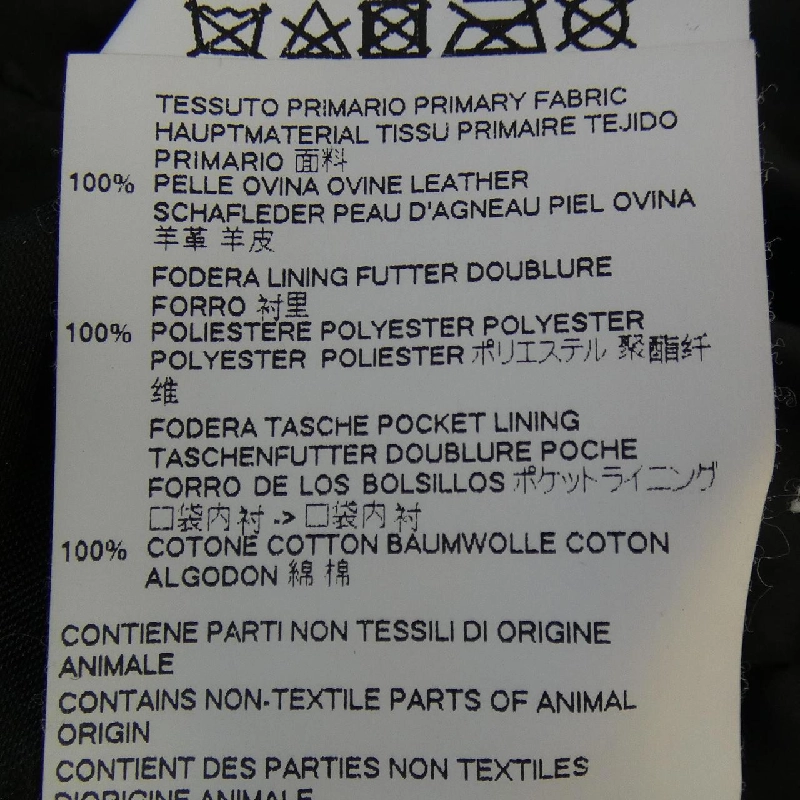 TESSUTO PRIMARIO PRIMARY FABRIC
HAUPTMATERIAL TISSU PRIMAIRE TEJIDO
PRIMARIO 面料
100% PELLE OVINA OVINE LEATHER
SCHAFLEDER PEAU D'AGNEAU PIEL OVINA
羊革 羊皮
FODERA LINING FUTTER DOUBLURE
FORRO 衬里
100% POLIESTERE POLYESTER POLYESTER
POLYESTER POLIESTER ポリエステル 聚酯纤
维
FODERA TASCHE POCKET LINING
TASCHENFUTTER DOUBLURE POCHE
FORRO DE LOS BOLSILLOS ポケットライニング
口袋内衬 -> 口袋内衬
100% COTONE COTTON BAUMWOLLE COTON
ALGODON 綿 棉
CONTIENE PARTI NON TESSILI DI ORIGINE
ANIMALE
CONTAINS NON-TEXTILE PARTS OF ANIMAL
ORIGIN
CONTIENT DES PARTIES NON TEXTILES
D'ORIGINE ANIMALE